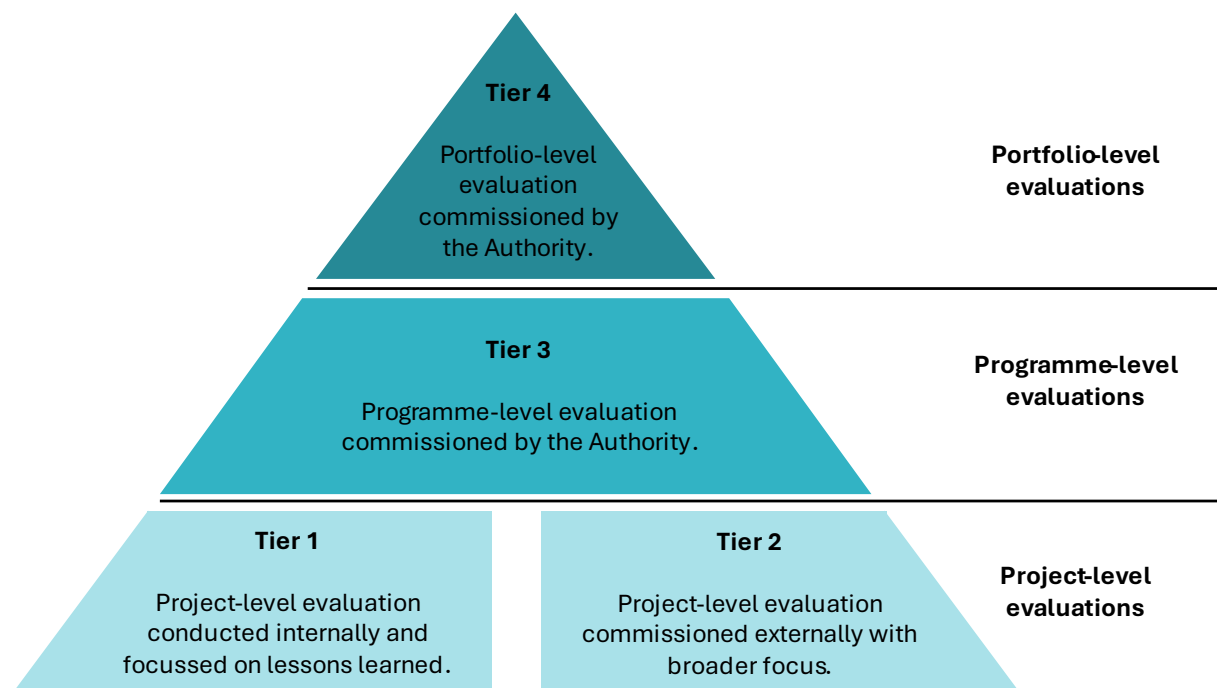 Tier 4
Portfolio-level
evaluation
commissioned by
the Authority.
Portfolio-level
evaluations
Tier 3
Programme-level evaluation
commissioned by the Authority.
Programme-level
evaluations
Tier 1
Project-level evaluation
conducted internally and
focussed on lessons learned.
Tier 2
Project-level evaluation
commissioned externally with
broader focus.
Project-level
evaluations